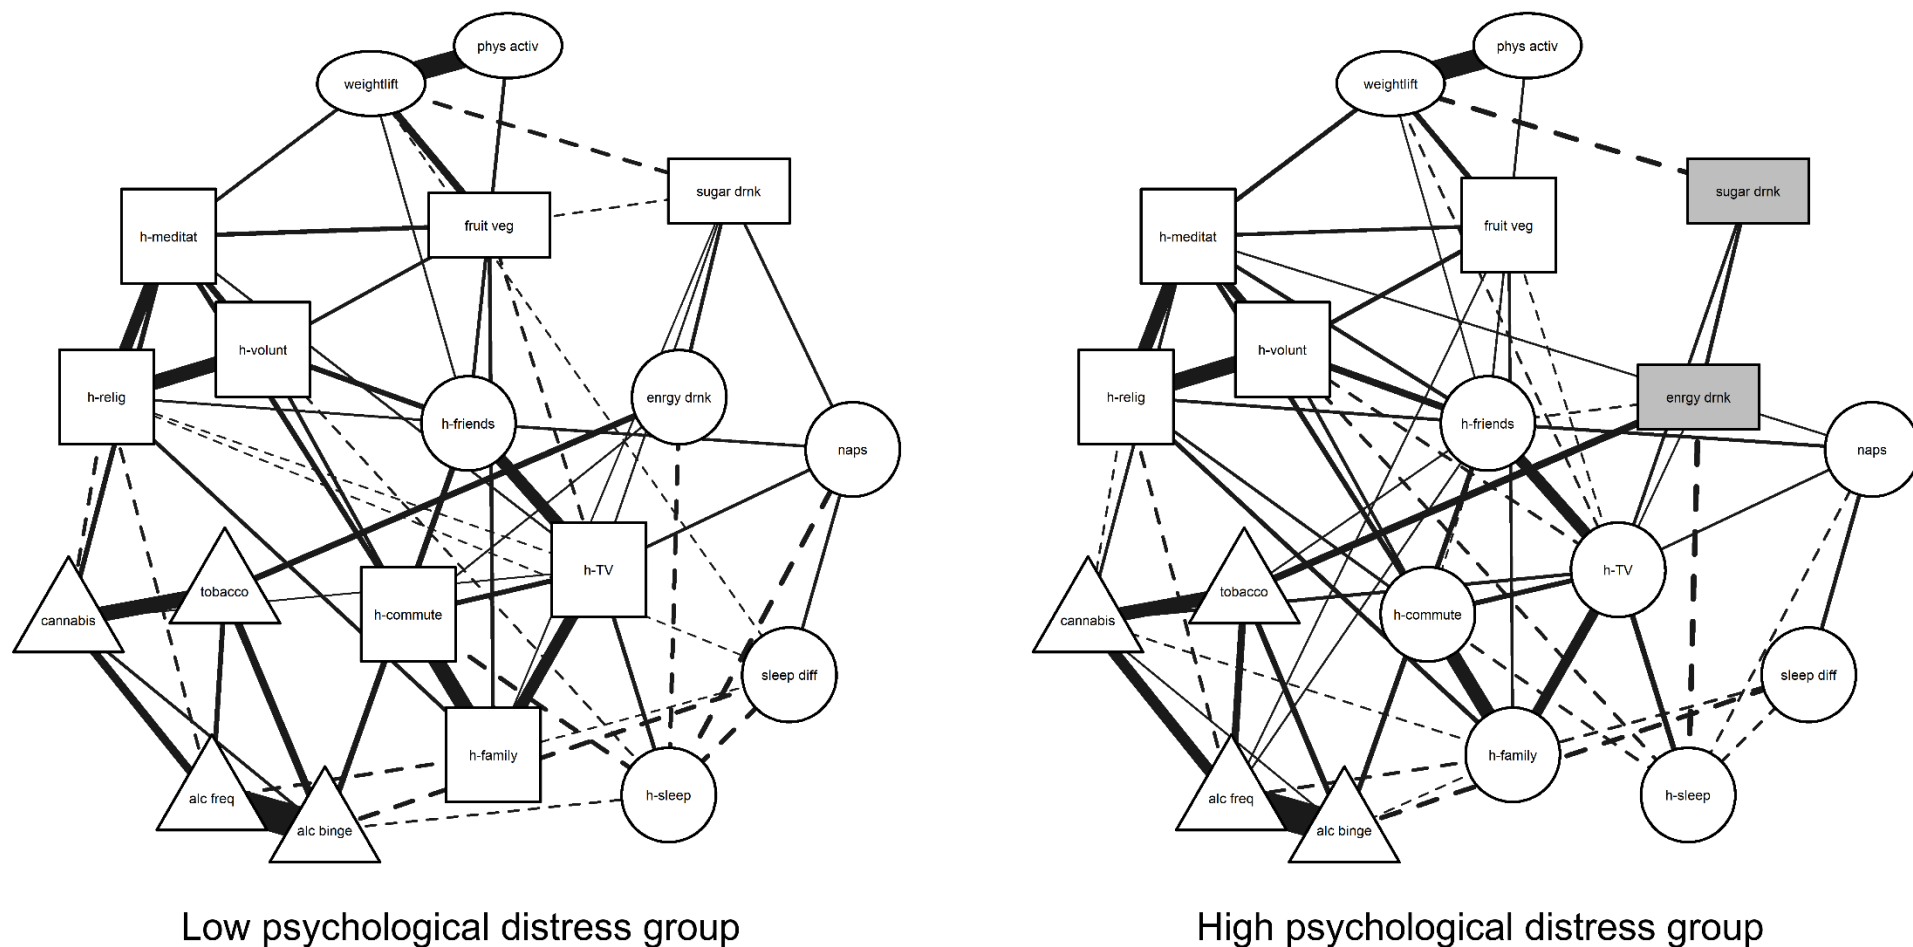 phys activ
weightlift
sugar drnk
fruit veg
h-meditat
h-volunt
h-relig
enrgy drnk
h-friends
naps
h-TV
tobacco
h-commute
cannabis
sleep diff
h-family
h-sleep
alc freq
alc binge
Low psychological distress group
phys activ
weightlift
sugar drnk
fruit veg
h-meditat
h-volunt
h-relig
enrgy drnk
h-friends
naps
h-TV
tobacco
h-commute
cannabis
sleep diff
h-family
h-sleep
alc freq
alc binge
High psychological distress group